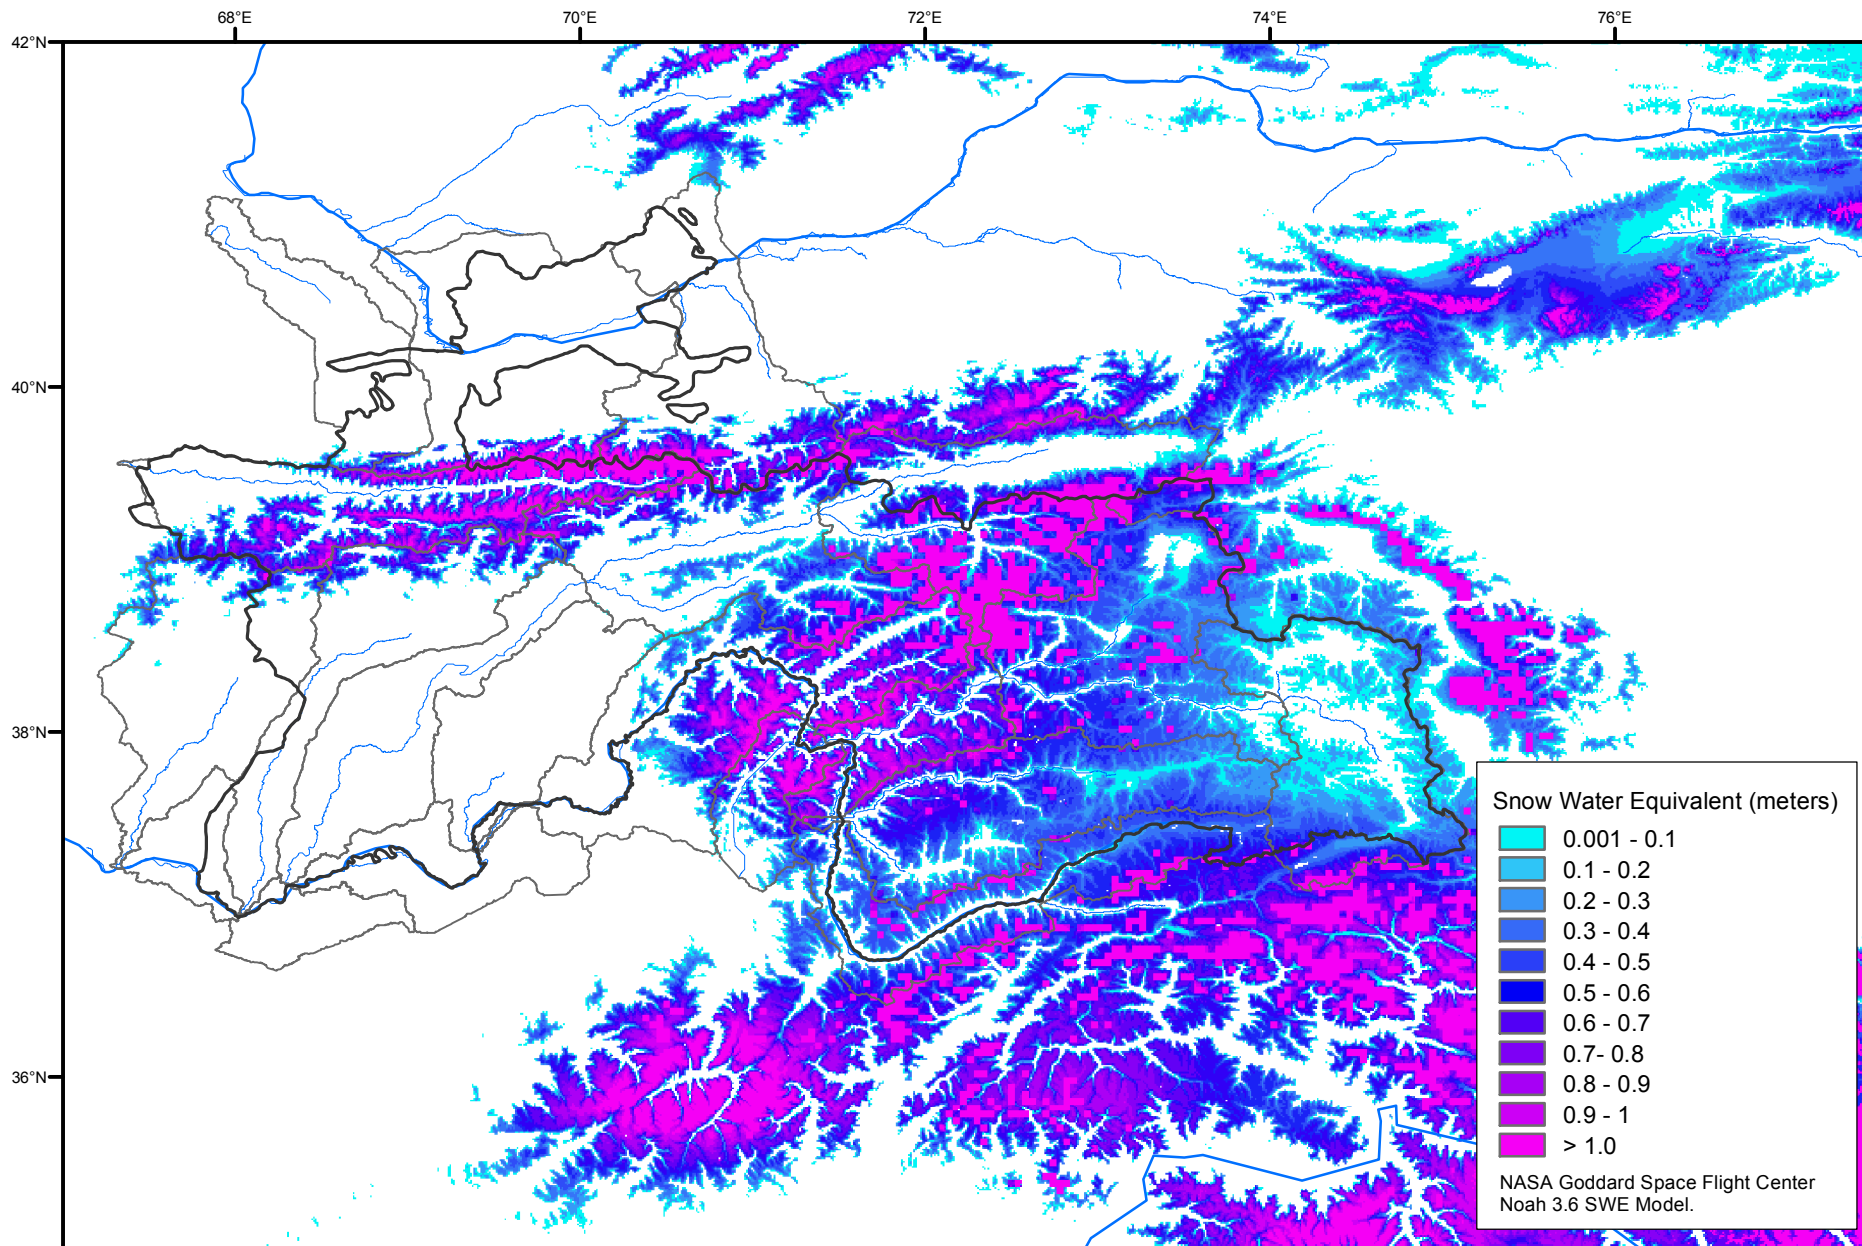 68°E
70°E
72°E
74°E
76°E
42°N
40°N
38°N
36°N
Snow Water Equivalent (meters)
0.001 - 0.1
0.1 - 0.2
0.2 - 0.3
0.3 - 0.4
0.4 - 0.5
0.5 - 0.6
0.6 - 0.7
0.7- 0.8
0.8 - 0.9
0.9 - 1
> 1.0
NASA Goddard Space Flight Center
Noah 3.6 SWE Model.